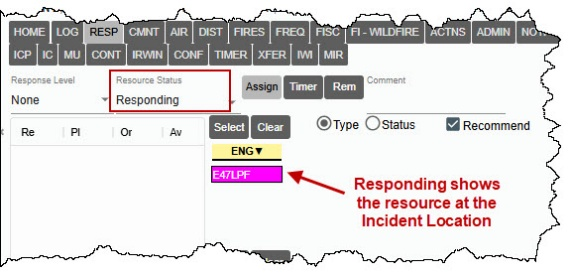 HOME LOG RESP CMNT AIR DIST FIRES FREQ FISC FI - WILDFIRE ACTNS ADMIN
ICP IC MU CONT IRWIN CONF TIMER XFER IWI MIR
Response Level Resource Status Comment
None Responding Assign Timer Rem
Re Pl Or Av Select Clear Type Status Recommend
ENG▼
E47LPF
Responding shows
the resource at the
Incident Location